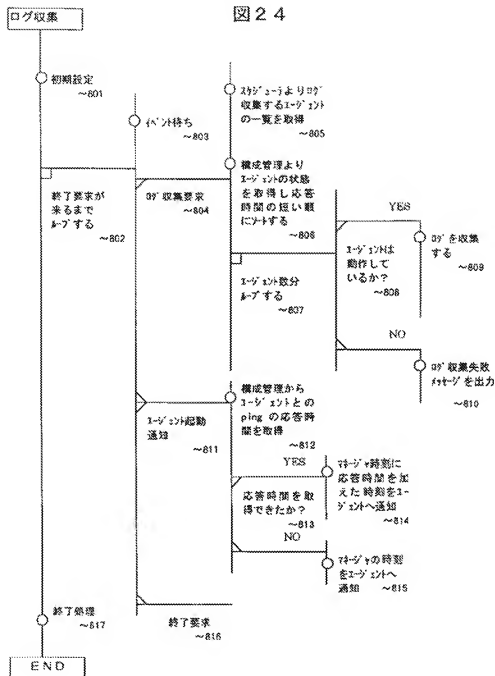 図24
ログ収集
初期設定
~801
イベント待ち
~803
スケジューラよりログ
収集するエージェント
の一覧を取得
~805
終了要求が
来るまで
ループする
~802
ログ収集要求
~804
構成管理より
エージェントの状態
を取得し応答
時間の短い順
にソートする
~806
エージェント数分
ループする
~807
YES
エージェントは
動作して
いるか?
~808
ログを収集
する
~809
NO
ログ収集失敗
メッセージを出力
~810
エージェント起動
通知
~811
構成管理から
エージェントとの
pingの応答時
間を取得
~812
YES
応答時間を取
得できたか?
~813
マネージャ時刻に
応答時間を加
えた時刻をエー
ジェントへ通知
~814
NO
マネージャの時刻
をエージェントへ
通知 ~815
終了要求
~816
終了処理
~817
END